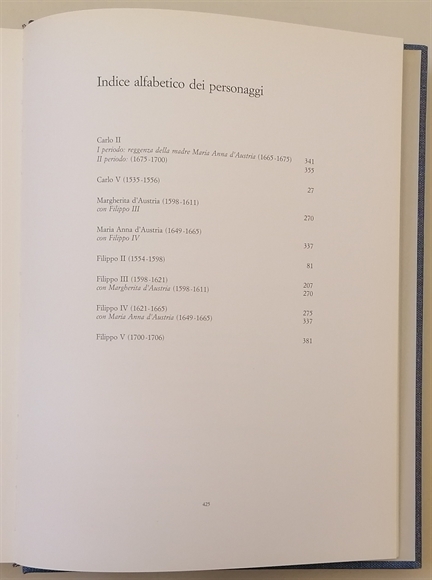 Indice alfabetico dei personaggi
Carlo II
I periodo: reggenza della madre Maria Anna d'Austria (1665-1675) 341
II periodo: (1675-1700) 355
Carlo V (1535-1556) 27
Margherita d'Austria (1598-1611)
con Filippo III 270
Maria Anna d'Austria (1649-1665)
con Filippo IV 337
Filippo II (1554-1598) 81
Filippo III (1598-1621) 207
con Margherita d'Austria (1598-1611) 270
Filippo IV (1621-1665) 275
con Maria Anna d'Austria (1649-1665) 337
Filippo V (1700-1706) 381
425